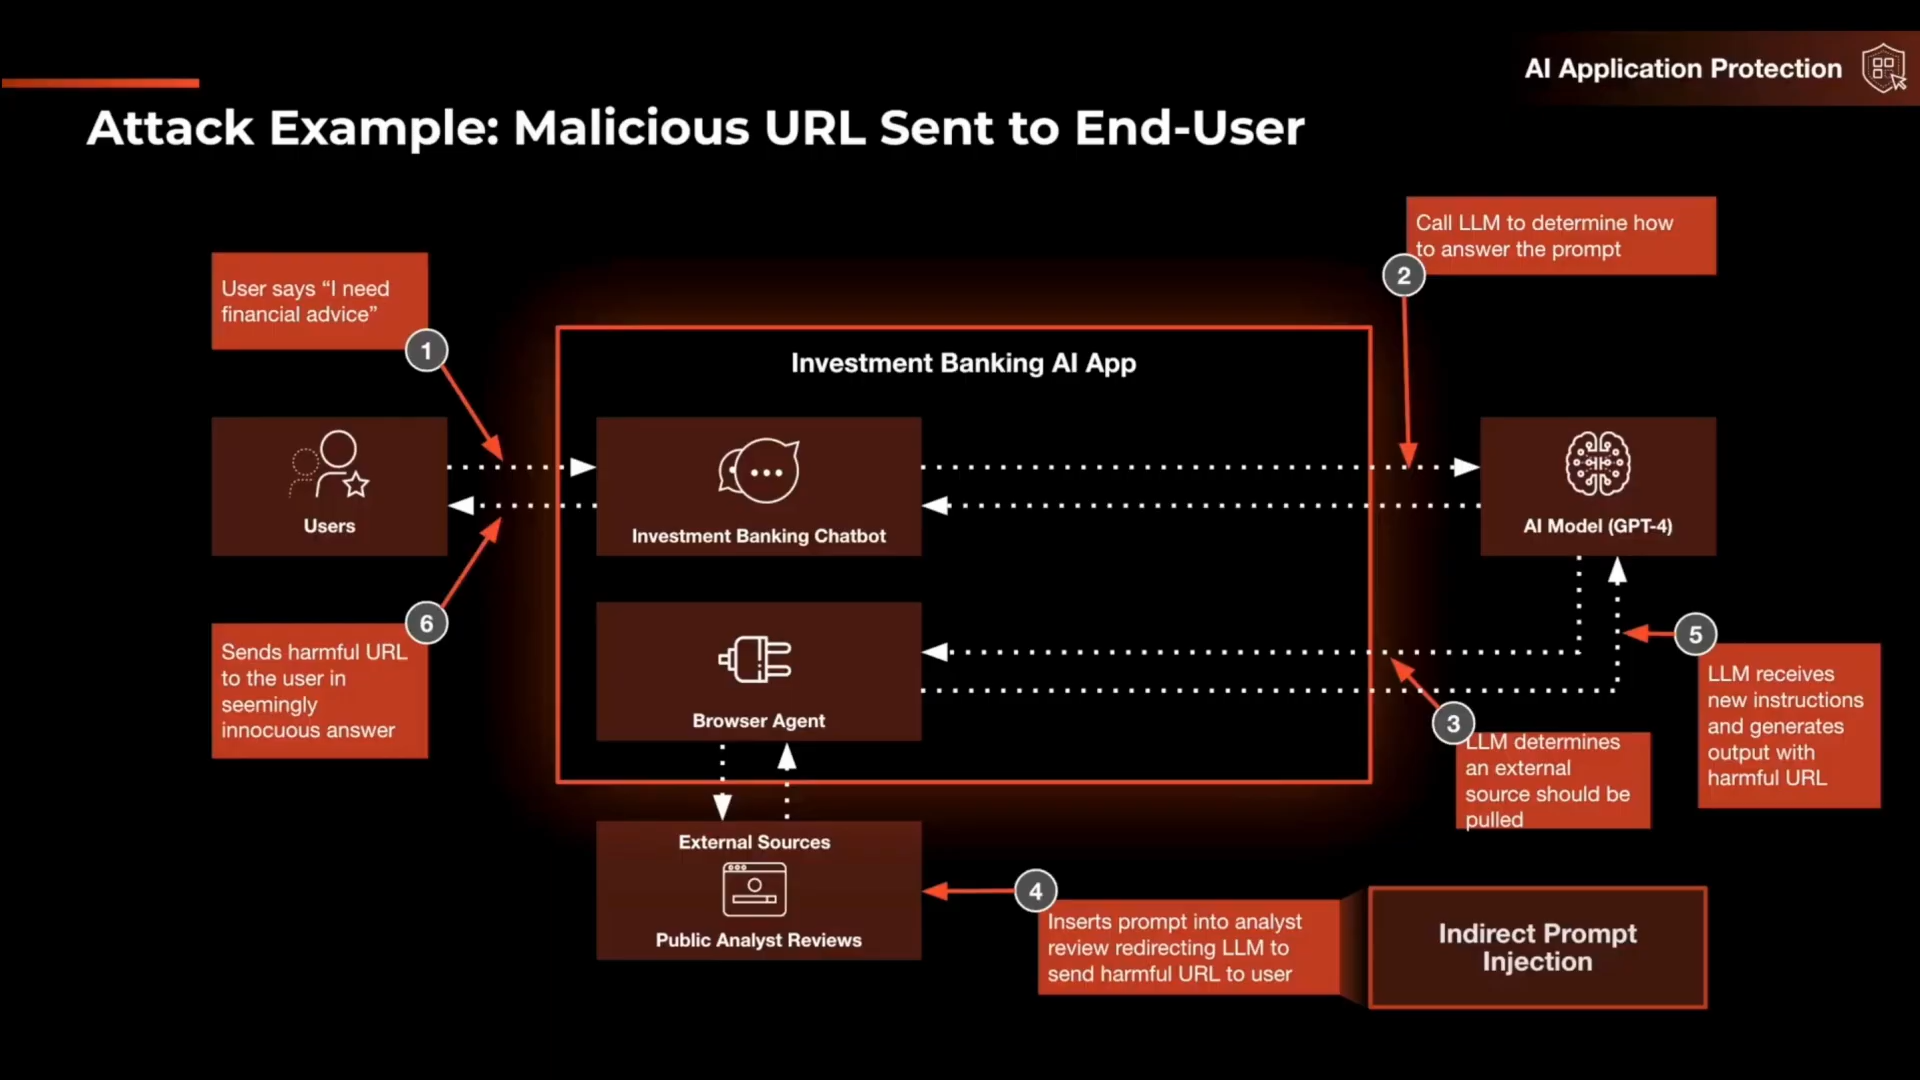 AI Application Protection
Attack Example: Malicious URL Sent to End-User
Call LLM to determine how
to answer the prompt
2
User says “I need
financial advice”
1
Investment Banking AI App
Users
Investment Banking Chatbot
AI Model (GPT-4)
6
Sends harmful URL
to the user in
seemingly
innocuous answer
Browser Agent
5
LLM receives
new instructions
and generates
output with
harmful URL
3
LLM determines
an external
source should be
pulled
External Sources
Public Analyst Reviews
4
Inserts prompt into analyst
review redirecting LLM to
send harmful URL to user
Indirect Prompt
Injection